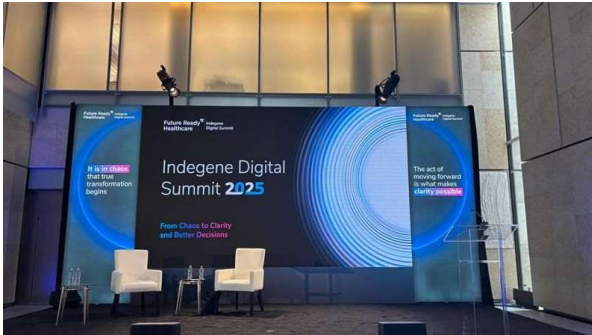 Future Ready
Healthcare
Indegene
Digital Summit
It is in chaos
that true
transformation
begins
Future Ready
Healthcare
Indegene
Digital Summit
Indegene Digital
Summit 2025
From Chaos to Clarity
and Better Decisions
Future Ready
Healthcare
Indegene
Digital Summit
The act of
moving forward
is what makes
clarity possible